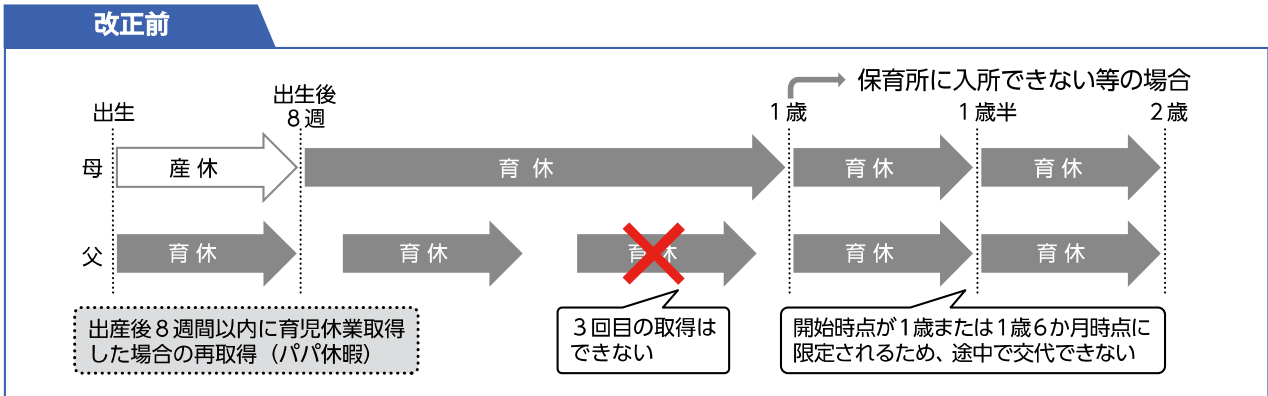 改正前
保育所に入所できない等の場合
出生
出生後
8週
1歳
1歳半
2歳
母
産休
育休
育休
育休
父
育休
育休
育休
育休
育休
出産後8週間以内に育児休業取得
した場合の再取得(パパ休暇)
3回目の取得は
できない
開始時点が1歳または1歳6か月時点に
限定されるため、途中で交代できない